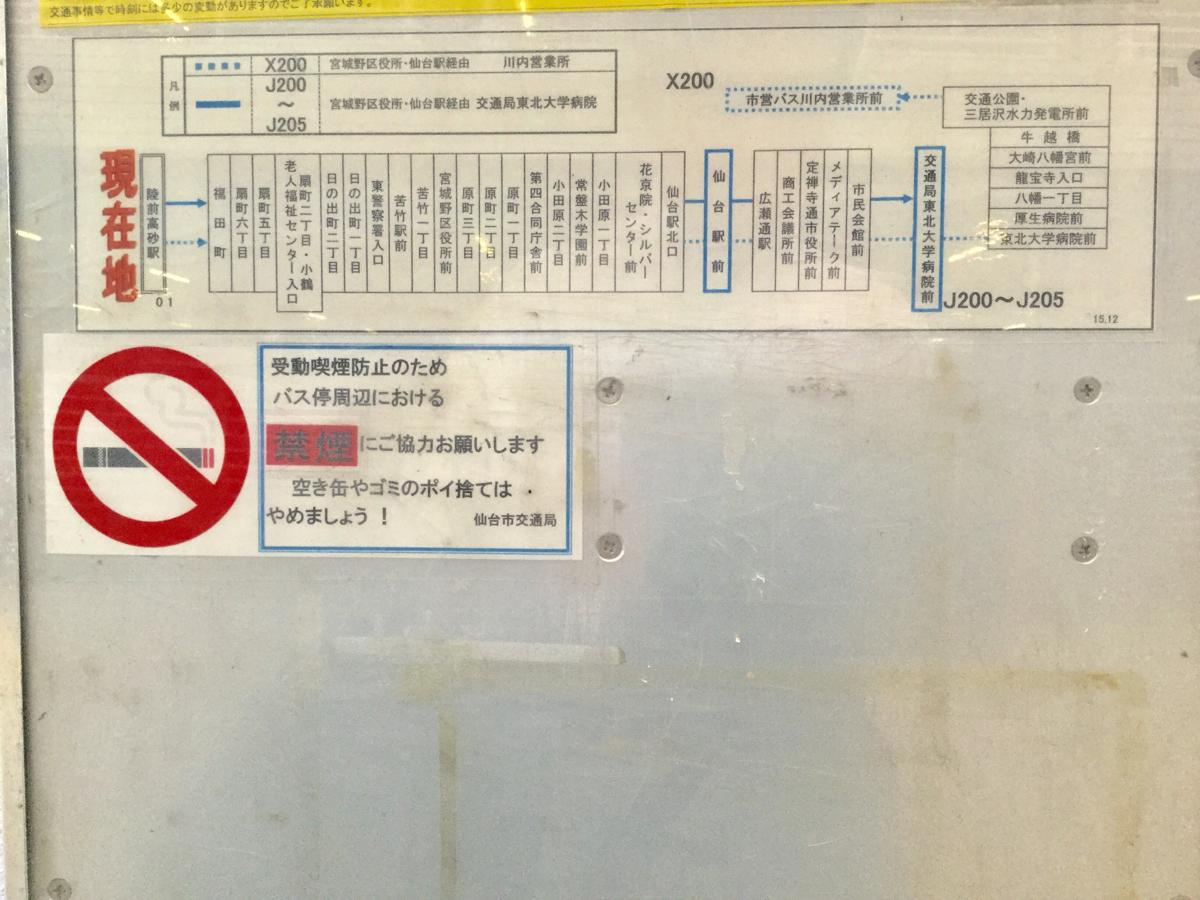 交通事情等で時刻には多少の変動がありますのでご了承願います。
凡例
X200 宮城野区役所・仙台駅経由 川内営業所
J200
～ 宮城野区役所・仙台駅経由 交通局東北大学病院
J205
X200
市営バス川内営業所前
交通公園・
三居沢水力発電所前
牛越橋
大崎八幡宮前
龍宝寺入口
八幡一丁目
厚生病院前
東北大学病院前
現在地
陸前高砂駅
01
福田町
扇町六丁目
扇町五丁目
扇町二丁目・小鶴
老人福祉センター入口
日の出町二丁目
日の出町一丁目
東警察署入口
苦竹駅前
苦竹一丁目
宮城野区役所前
原町三丁目
原町二丁目
原町一丁目
第四合同庁舎前
小田原二丁目
常盤木学園前
小田原一丁目
花京院・シルバー
センター前
仙台駅北口
仙台駅前
広瀬通駅
商工会議所前
定禅寺通市役所前
メディアテーク前
市民会館前
交通局東北大学病院前
J200～J205
15.12
受動喫煙防止のため
バス停周辺における
禁煙にご協力お願いします
空き缶やゴミのポイ捨ては
やめましょう！
仙台市交通局